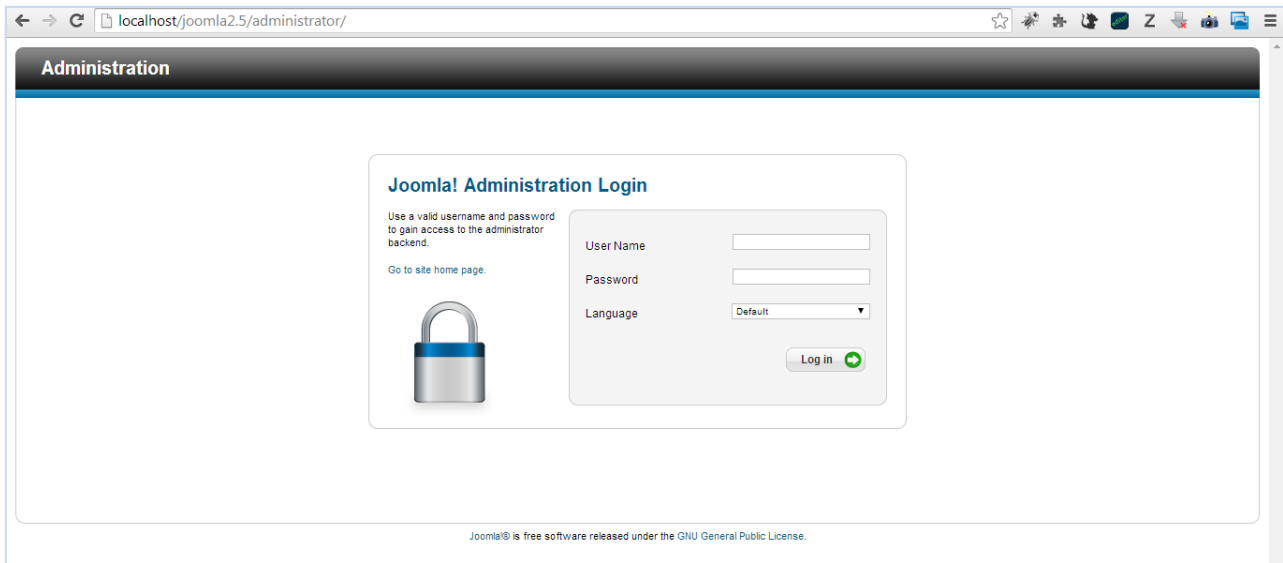 localhost/joomla2.5/administrator/
Administration
Joomla! Administration Login
Use a valid username and password
to gain access to the administrator
backend.
Go to site home page.
User Name
Password
Language
Default
Log in
Joomla!® is free software released under the GNU General Public License.